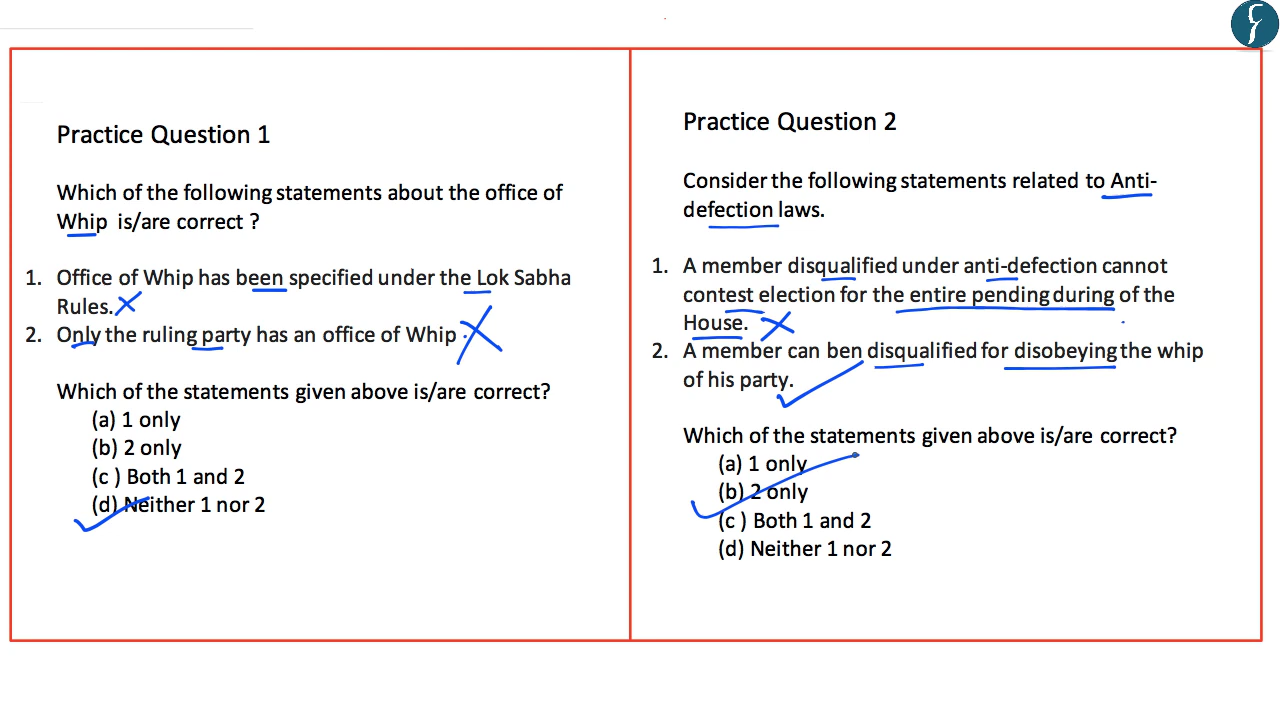 Practice Question 1
Which of the following statements about the office of
Whip is/are correct ?
1. Office of Whip has been specified under the Lok Sabha
Rules.
2. Only the ruling party has an office of Whip .
Which of the statements given above is/are correct?
(a) 1 only
(b) 2 only
(c ) Both 1 and 2
(d) Neither 1 nor 2
Practice Question 2
Consider the following statements related to Anti-
defection laws.
1. A member disqualified under anti-defection cannot
contest election for the entire pending during of the
House.
2. A member can ben disqualified for disobeying the whip
of his party.
Which of the statements given above is/are correct?
(a) 1 only
(b) 2 only
(c ) Both 1 and 2
(d) Neither 1 nor 2